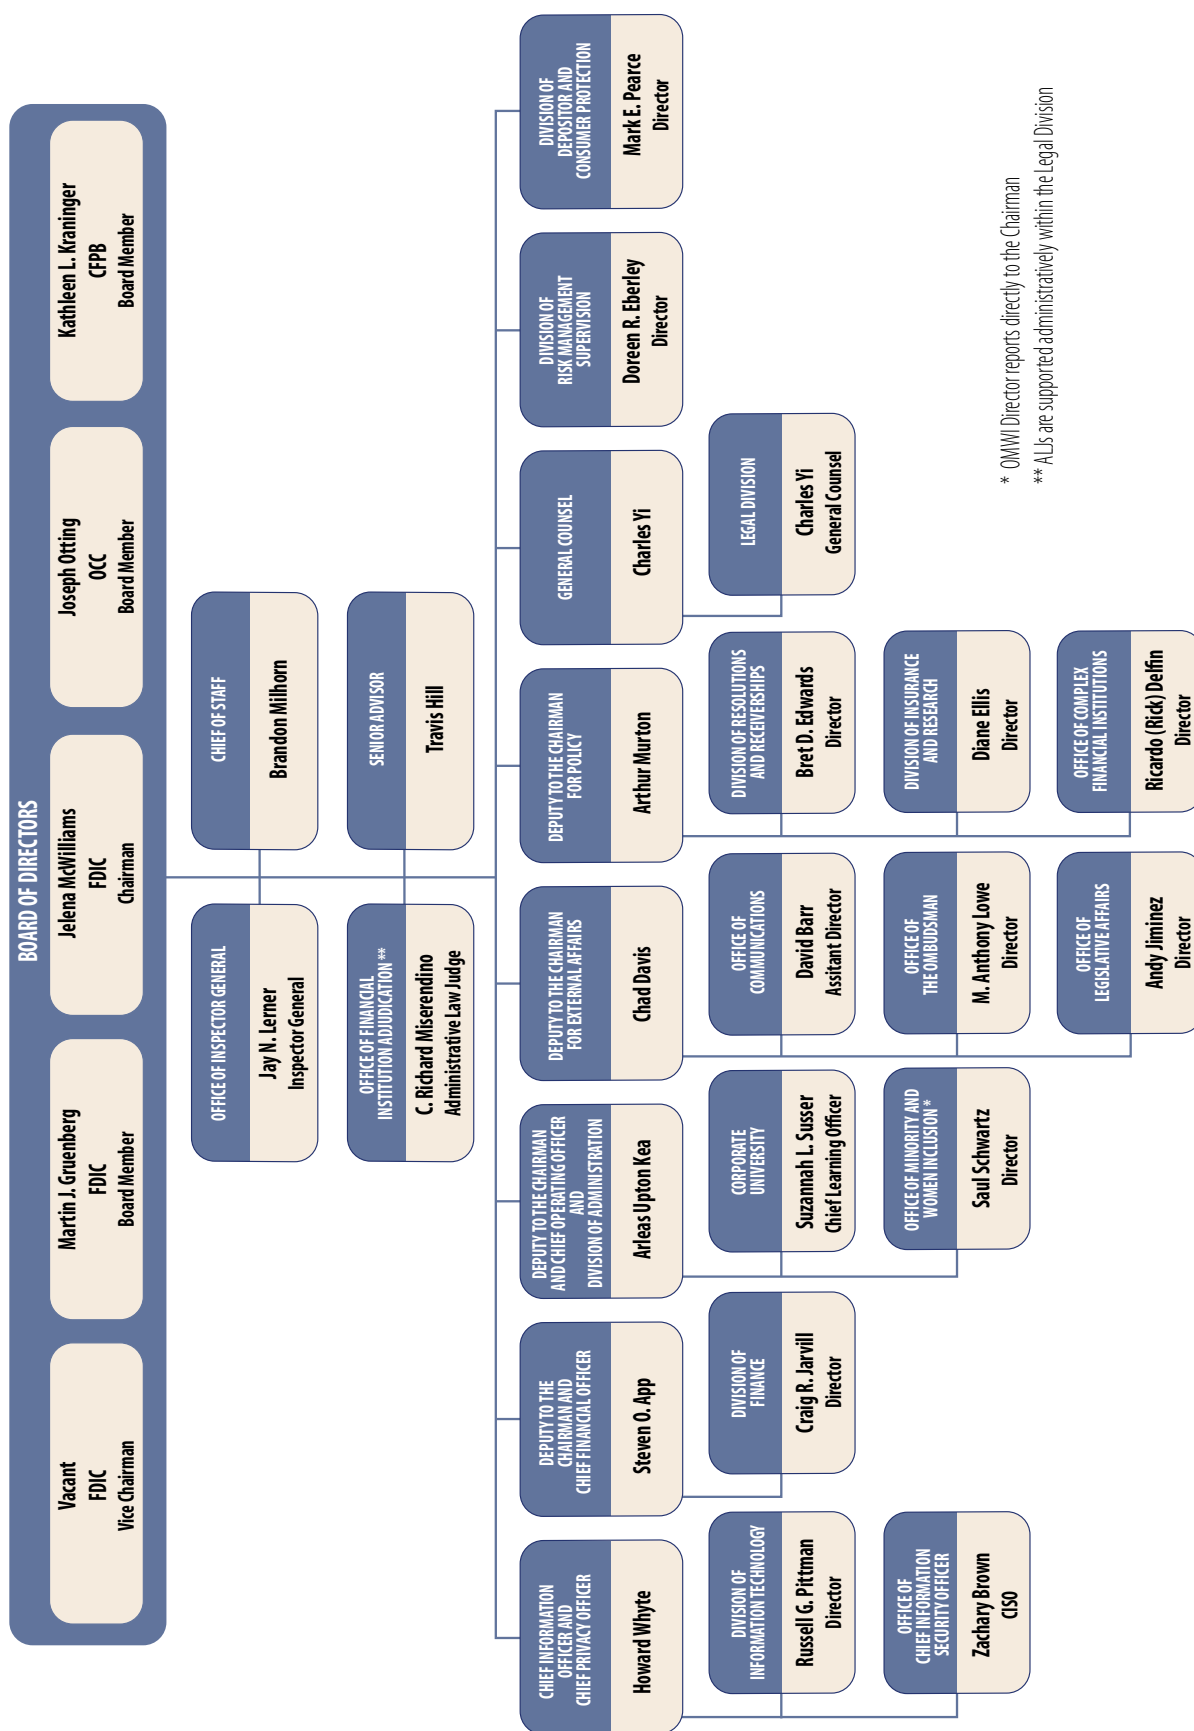 BOARD OF DIRECTORS
Vacant
FDIC
Vice Chairman
Martin J. Gruenberg
FDIC
Board Member
Jelena McWilliams
FDIC
Chairman
Joseph Otting
OCC
Board Member
Kathleen L. Kraninger
CFPB
Board Member
OFFICE OF INSPECTOR GENERAL
Jay N. Lerner
Inspector General
CHIEF OF STAFF
Brandon Milhorn
OFFICE OF FINANCIAL
INSTITUTION ADJUDICATION **
C. Richard Miserendino
Administrative Law Judge
SENIOR ADVISOR
Travis Hill
CHIEF INFORMATION
OFFICER AND
CHIEF PRIVACY OFFICER
Howard Whyte
DEPUTY TO THE
CHAIRMAN AND
CHIEF FINANCIAL OFFICER
Steven O. App
DEPUTY TO THE CHAIRMAN
AND CHIEF OPERATING OFFICER
AND
DIVISION OF ADMINISTRATION
Arleas Upton Kea
DEPUTY TO THE CHAIRMAN
FOR EXTERNAL AFFAIRS
Chad Davis
DEPUTY TO THE CHAIRMAN
FOR POLICY
Arthur Murton
GENERAL COUNSEL
Charles Yi
DIVISION OF
RISK MANAGEMENT
SUPERVISION
Doreen R. Eberley
Director
DIVISION OF
DEPOSITOR AND
CONSUMER PROTECTION
Mark E. Pearce
Director
DIVISION OF
INFORMATION TECHNOLOGY
Russell G. Pittman
Director
DIVISION OF
FINANCE
Craig R. Jarvill
Director
CORPORATE
UNIVERSITY
Suzannah L. Susser
Chief Learning Officer
OFFICE OF
COMMUNICATIONS
David Barr
Assitant Director
DIVISION OF RESOLUTIONS
AND RECEIVERSHIPS
Bret D. Edwards
Director
LEGAL DIVISION
Charles Yi
General Counsel
OFFICE OF
CHIEF INFORMATION
SECURITY OFFICER
Zachary Brown
CISO
OFFICE OF MINORITY AND
WOMEN INCLUSION *
Saul Schwartz
Director
OFFICE OF
THE OMBUDSMAN
M. Anthony Lowe
Director
DIVISION OF INSURANCE
AND RESEARCH
Diane Ellis
Director
OFFICE OF
LEGISLATIVE AFFAIRS
Andy Jiminez
Director
OFFICE OF COMPLEX
FINANCIAL INSTITUTIONS
Ricardo (Rick) Delfin
Director
* OMWI Director reports directly to the Chairman
** ALJs are supported administratively within the Legal Division